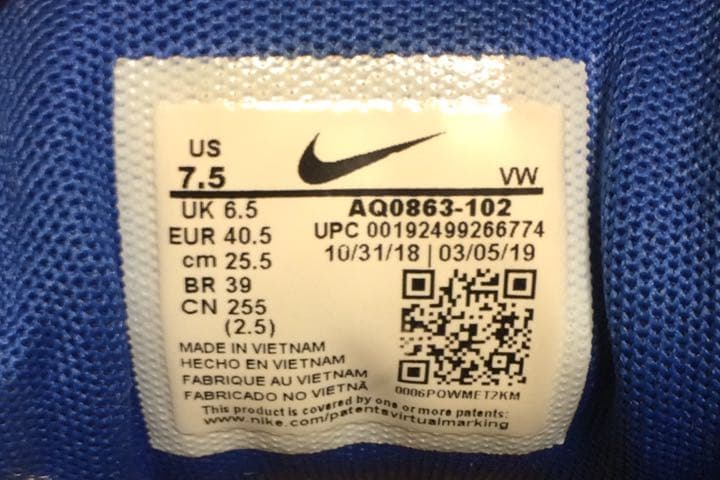 US
7.5 VW
UK 6.5
EUR 40.5
cm 25.5
BR 39
CN 255
(2.5)
AQ0863-102
UPC 00192499266774
10/31/18 | 03/05/19
0006PQWMET2KM
MADE IN VIETNAM
HECHO EN VIETNAM
FABRIQUE AU VIETNAM
FABRICADO NO VIETNÃ
This product is covered by one or more patents:
www.nike.com/patentsvirtualmarking